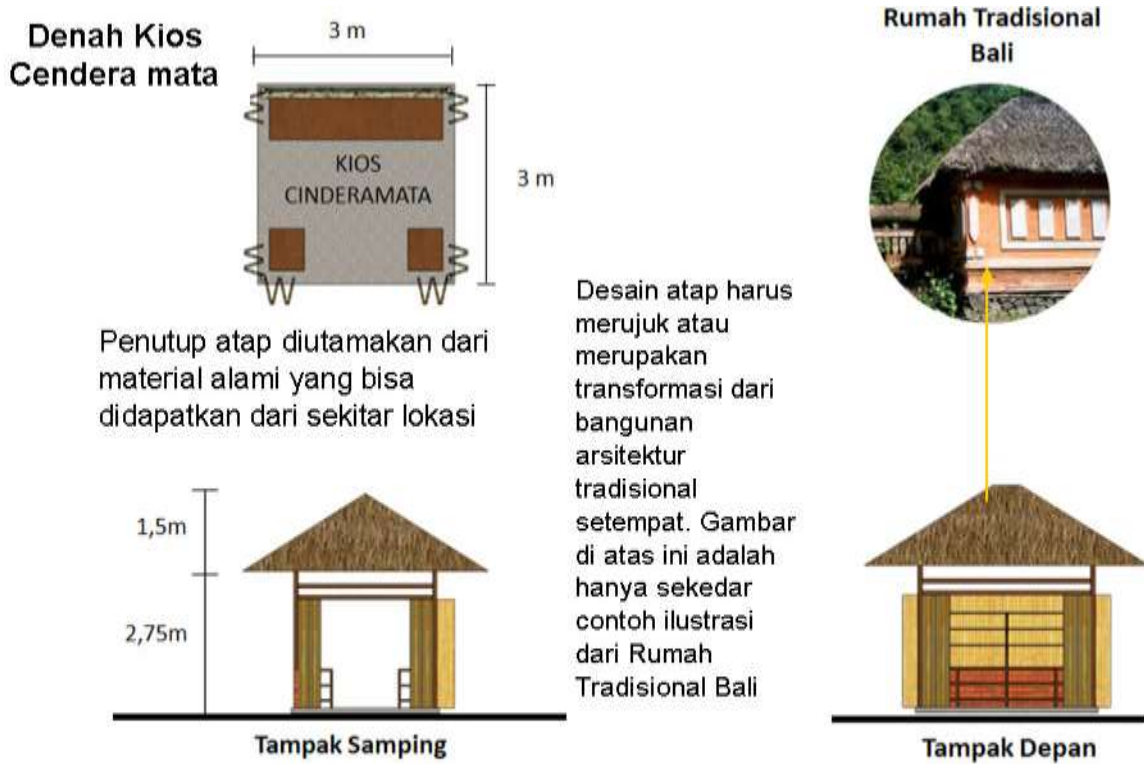 Denah Kios
Cendera mata
3 m
3 m
KIOS
CINDERAMATA
Penutup atap diutamakan dari
material alami yang bisa
didapatkan dari sekitar lokasi
1,5m
2,75m
Tampak Samping
Desain atap harus
merujuk atau
merupakan
transformasi dari
bangunan
arsitektur
tradisional
setempat. Gambar
di atas ini adalah
hanya sekedar
contoh ilustrasi
dari Rumah
Tradisional Bali
Rumah Tradisional
Bali
Tampak Depan